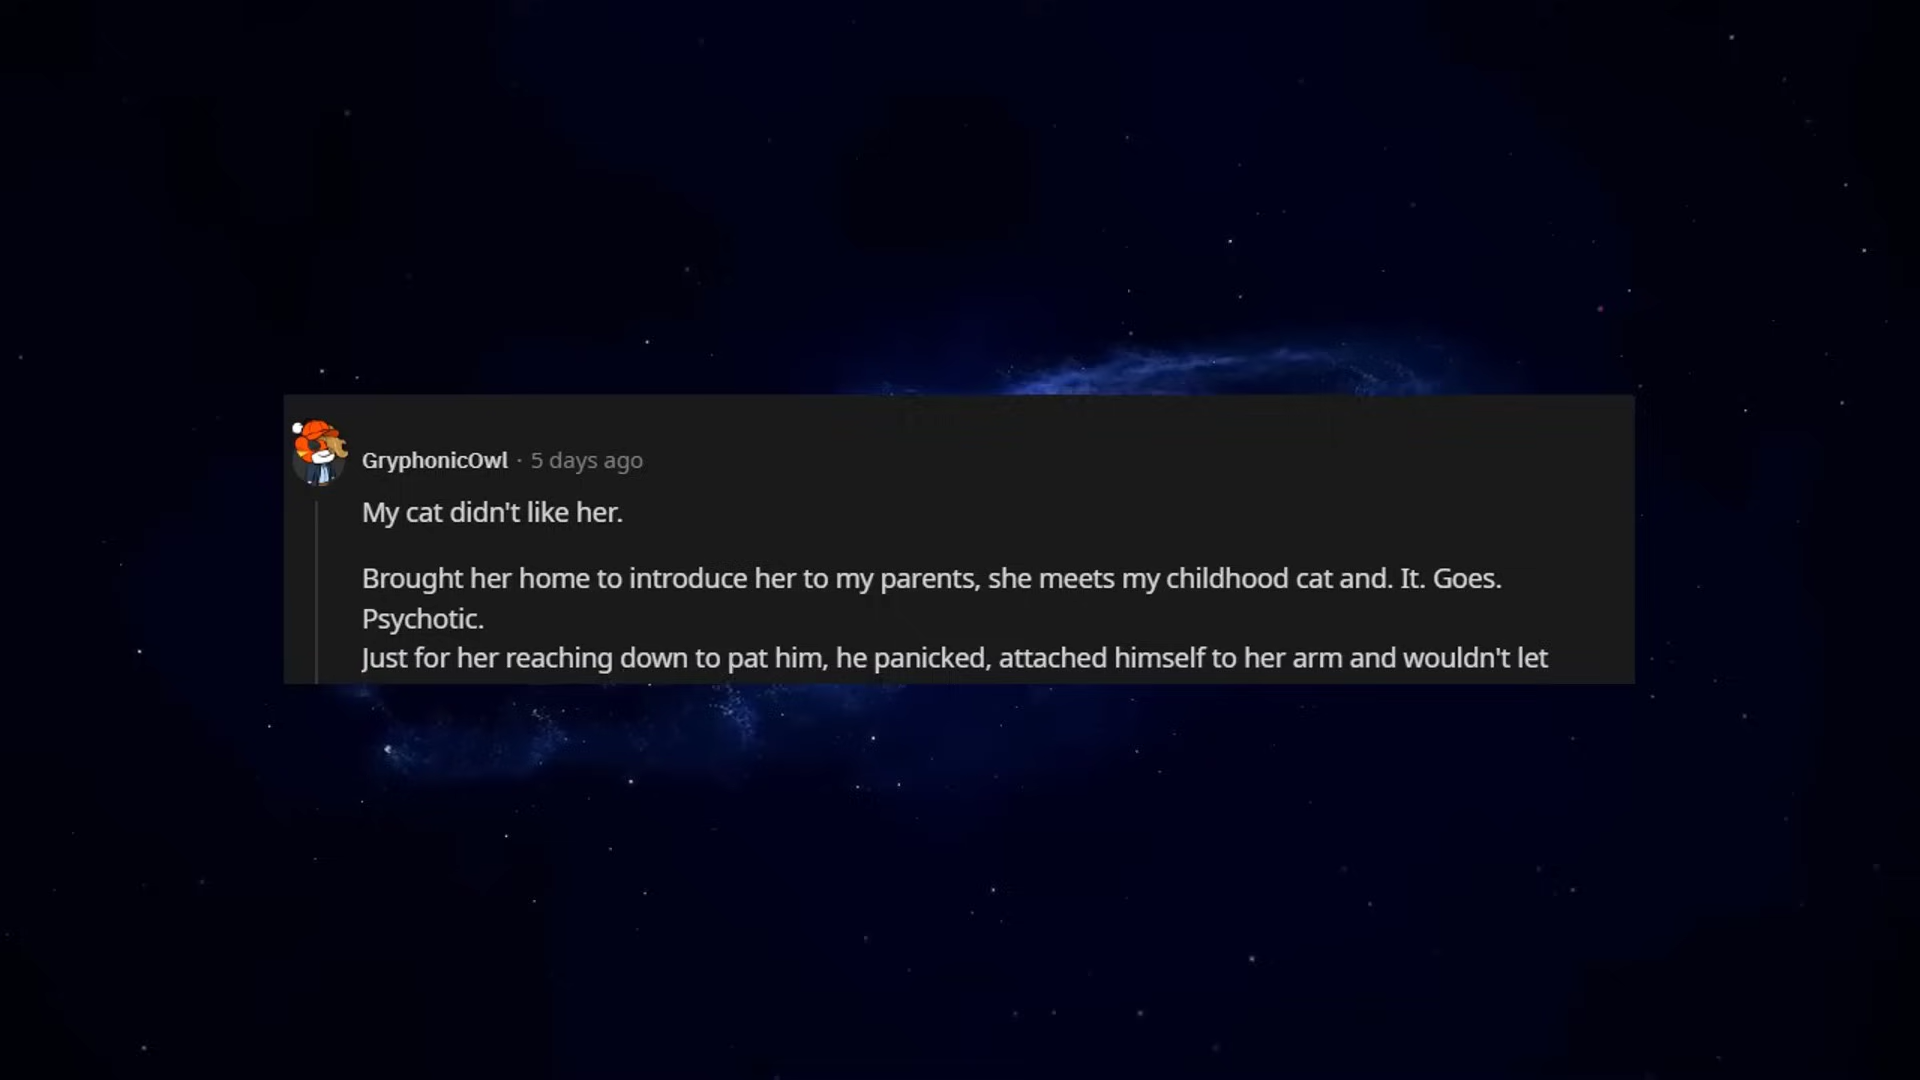 GryphonicOwl · 5 days ago
My cat didn't like her.
Brought her home to introduce her to my parents, she meets my childhood cat and. It. Goes.
Psychotic.
Just for her reaching down to pat him, he panicked, attached himself to her arm and wouldn't let